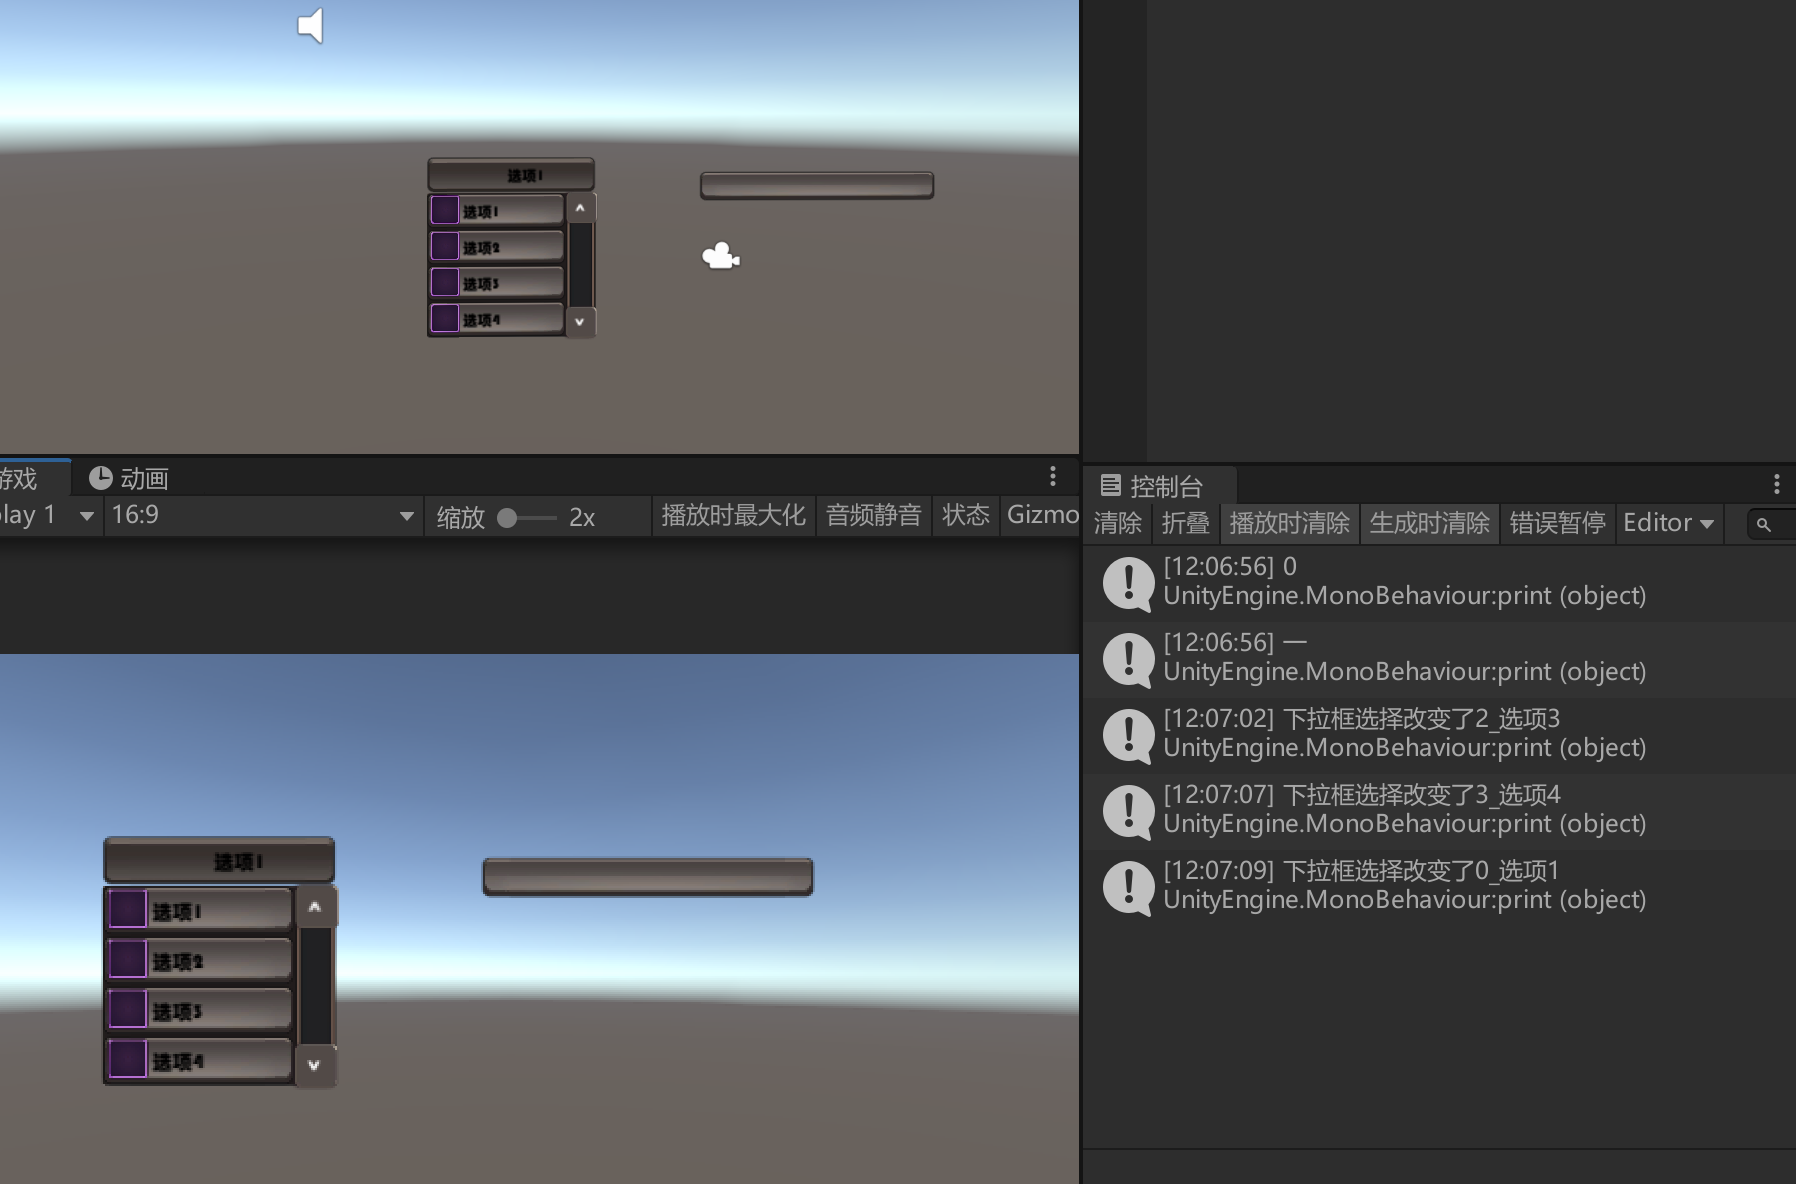 选项1
选项1
选项2
选项3
选项4
游戏
动画
lay 1
16:9
缩放
2x
播放时最大化
音频静音
状态
Gizmo
选项1
选项1
选项2
选项3
选项4
控制台
清除
折叠
播放时清除
生成时清除
错误暂停
Editor
[12:06:56] 0
UnityEngine.MonoBehaviour:print (object)
[12:06:56] 一
UnityEngine.MonoBehaviour:print (object)
[12:07:02] 下拉框选择改变了2_选项3
UnityEngine.MonoBehaviour:print (object)
[12:07:07] 下拉框选择改变了3_选项4
UnityEngine.MonoBehaviour:print (object)
[12:07:09] 下拉框选择改变了0_选项1
UnityEngine.MonoBehaviour:print (object)